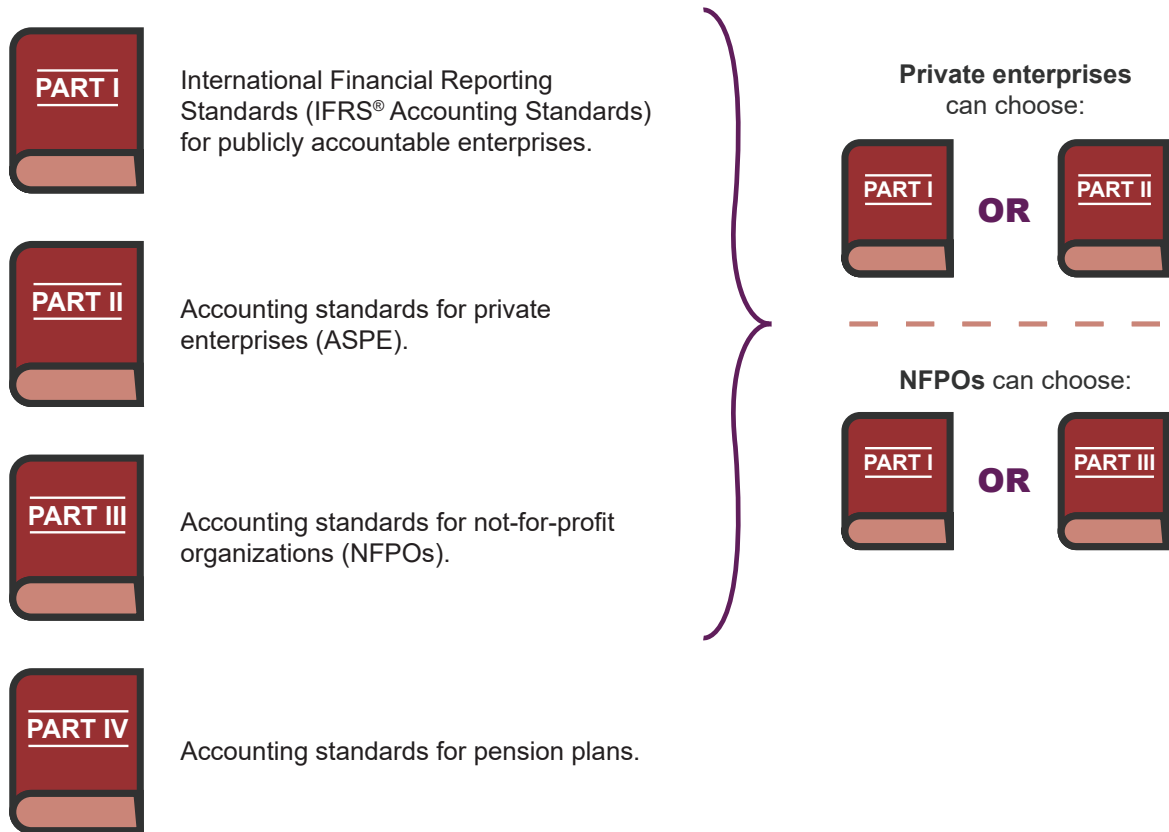 PART I
International Financial Reporting
Standards (IFRS® Accounting Standards)
for publicly accountable enterprises.
PART II
Accounting standards for private
enterprises (ASPE).
PART III
Accounting standards for not-for-profit
organizations (NFPOs).
PART IV
Accounting standards for pension plans.
Private enterprises
can choose:
PART I OR PART II
NFPOs can choose:
PART I OR PART III